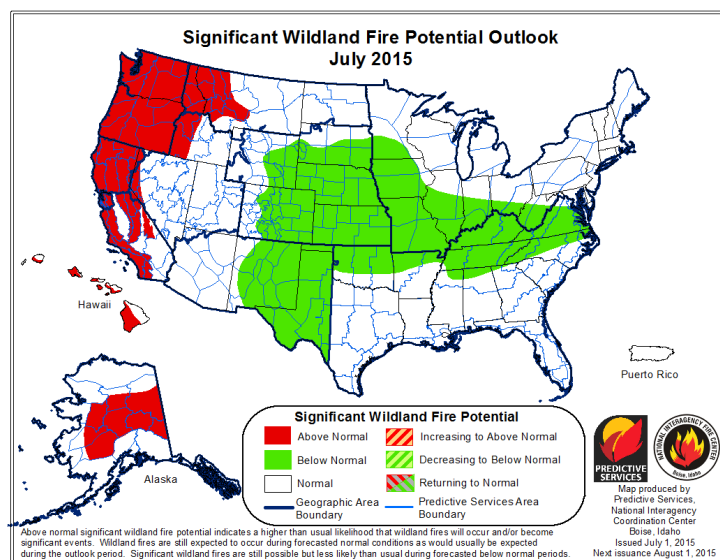 Significant Wildland Fire Potential Outlook
July 2015
Hawaii
Puerto Rico
Alaska
Significant Wildland Fire Potential
Above Normal
Increasing to Above Normal
Below Normal
Decreasing to Below Normal
Normal
Returning to Normal
Geographic Area
Boundary
Predictive Services Area
Boundary
PREDICTIVE
SERVICES
NATIONAL INTERAGENCY FIRE CENTER
Boise, Idaho
Map produced by
Predictive Services,
National Interagency
Coordination Center
Boise, Idaho
Issued July 1, 2015
Next issuance August 1, 2015
Above normal significant wildland fire potential indicates a higher than usual likelihood that wildland fires will occur and/or become
significant events. Wildland fires are still expected to occur during forecasted normal conditions as would usually be expected
during the outlook period. Significant wildland fires are still possible but less likely than usual during forecasted below normal periods.